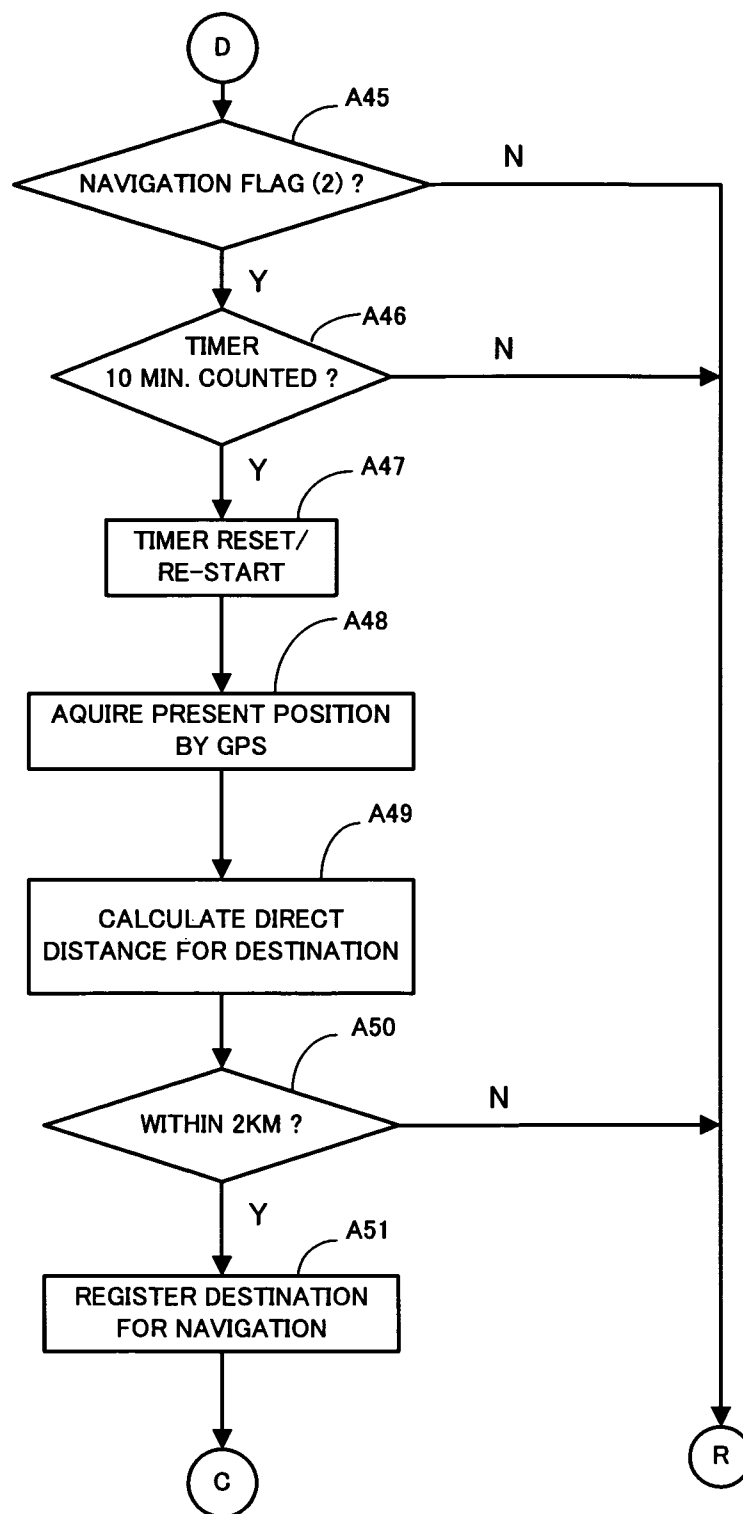 D
A45
NAVIGATION FLAG (2) ?
N
Y
A46
TIMER
10 MIN. COUNTED ?
N
Y
A47
TIMER RESET/
RE-START
A48
AQUIRE PRESENT POSITION
BY GPS
A49
CALCULATE DIRECT
DISTANCE FOR DESTINATION
A50
WITHIN 2KM ?
N
Y
A51
REGISTER DESTINATION
FOR NAVIGATION
C
R